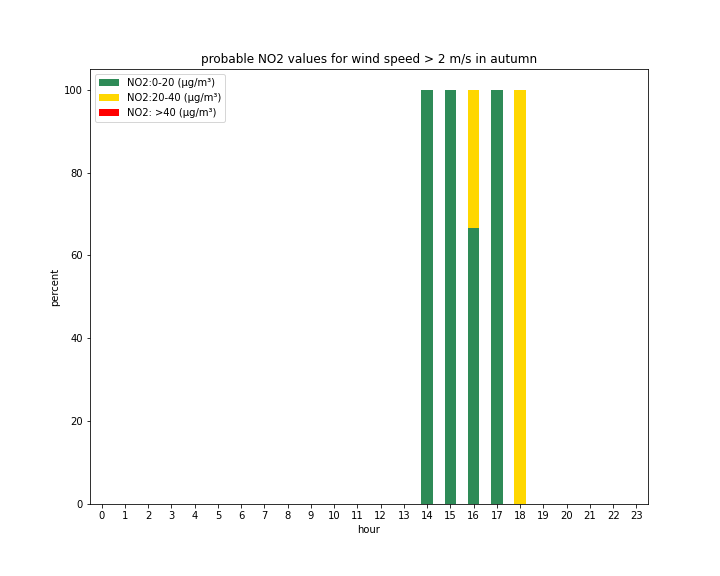 probable NO2 values for wind speed > 2 m/s in autumn
NO2:0-20 (µg/m³)
NO2:20-40 (µg/m³)
NO2: >40 (µg/m³)
100
80
60
40
20
0
percent
0 1 2 3 4 5 6 7 8 9 10 11 12 13 14 15 16 17 18 19 20 21 22 23
hour